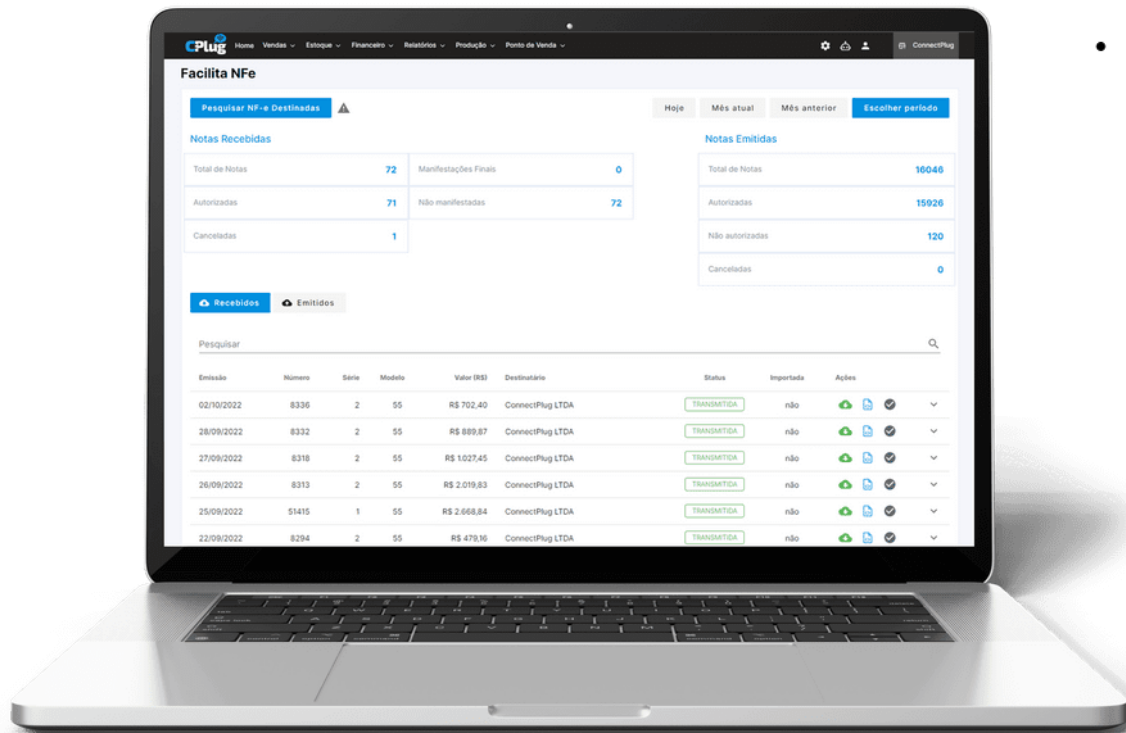 CPlug Home Vendas Estoque Financeiro Relatórios Produção Ponto de Venda ConnectPlug
Facilita NFe
Pesquisar NF-e Destinadas Hoje Mês atual Mês anterior Escolher período
Notas Recebidas Notas Emitidas
Total de Notas 72 Manifestações Finais 0 Total de Notas 16046
Autorizadas 71 Não manifestadas 72 Autorizadas 15926
Canceladas 1 Não autorizadas 120
Canceladas 0
Recebidos Emitidos
Pesquisar
Emissão Número Série Modelo Valor (R$) Destinatário Status Importada Ações
02/10/2022 8336 2 55 R$ 702,40 ConnectPlug LTDA TRANSMITIDA não
28/09/2022 8332 2 55 R$ 889,87 ConnectPlug LTDA TRANSMITIDA não
27/09/2022 8318 2 55 R$ 1.027,45 ConnectPlug LTDA TRANSMITIDA não
26/09/2022 8313 2 55 R$ 2.019,83 ConnectPlug LTDA TRANSMITIDA não
25/09/2022 51415 1 55 R$ 2.668,84 ConnectPlug LTDA TRANSMITIDA não
22/09/2022 8294 2 55 R$ 479,16 ConnectPlug LTDA TRANSMITIDA não